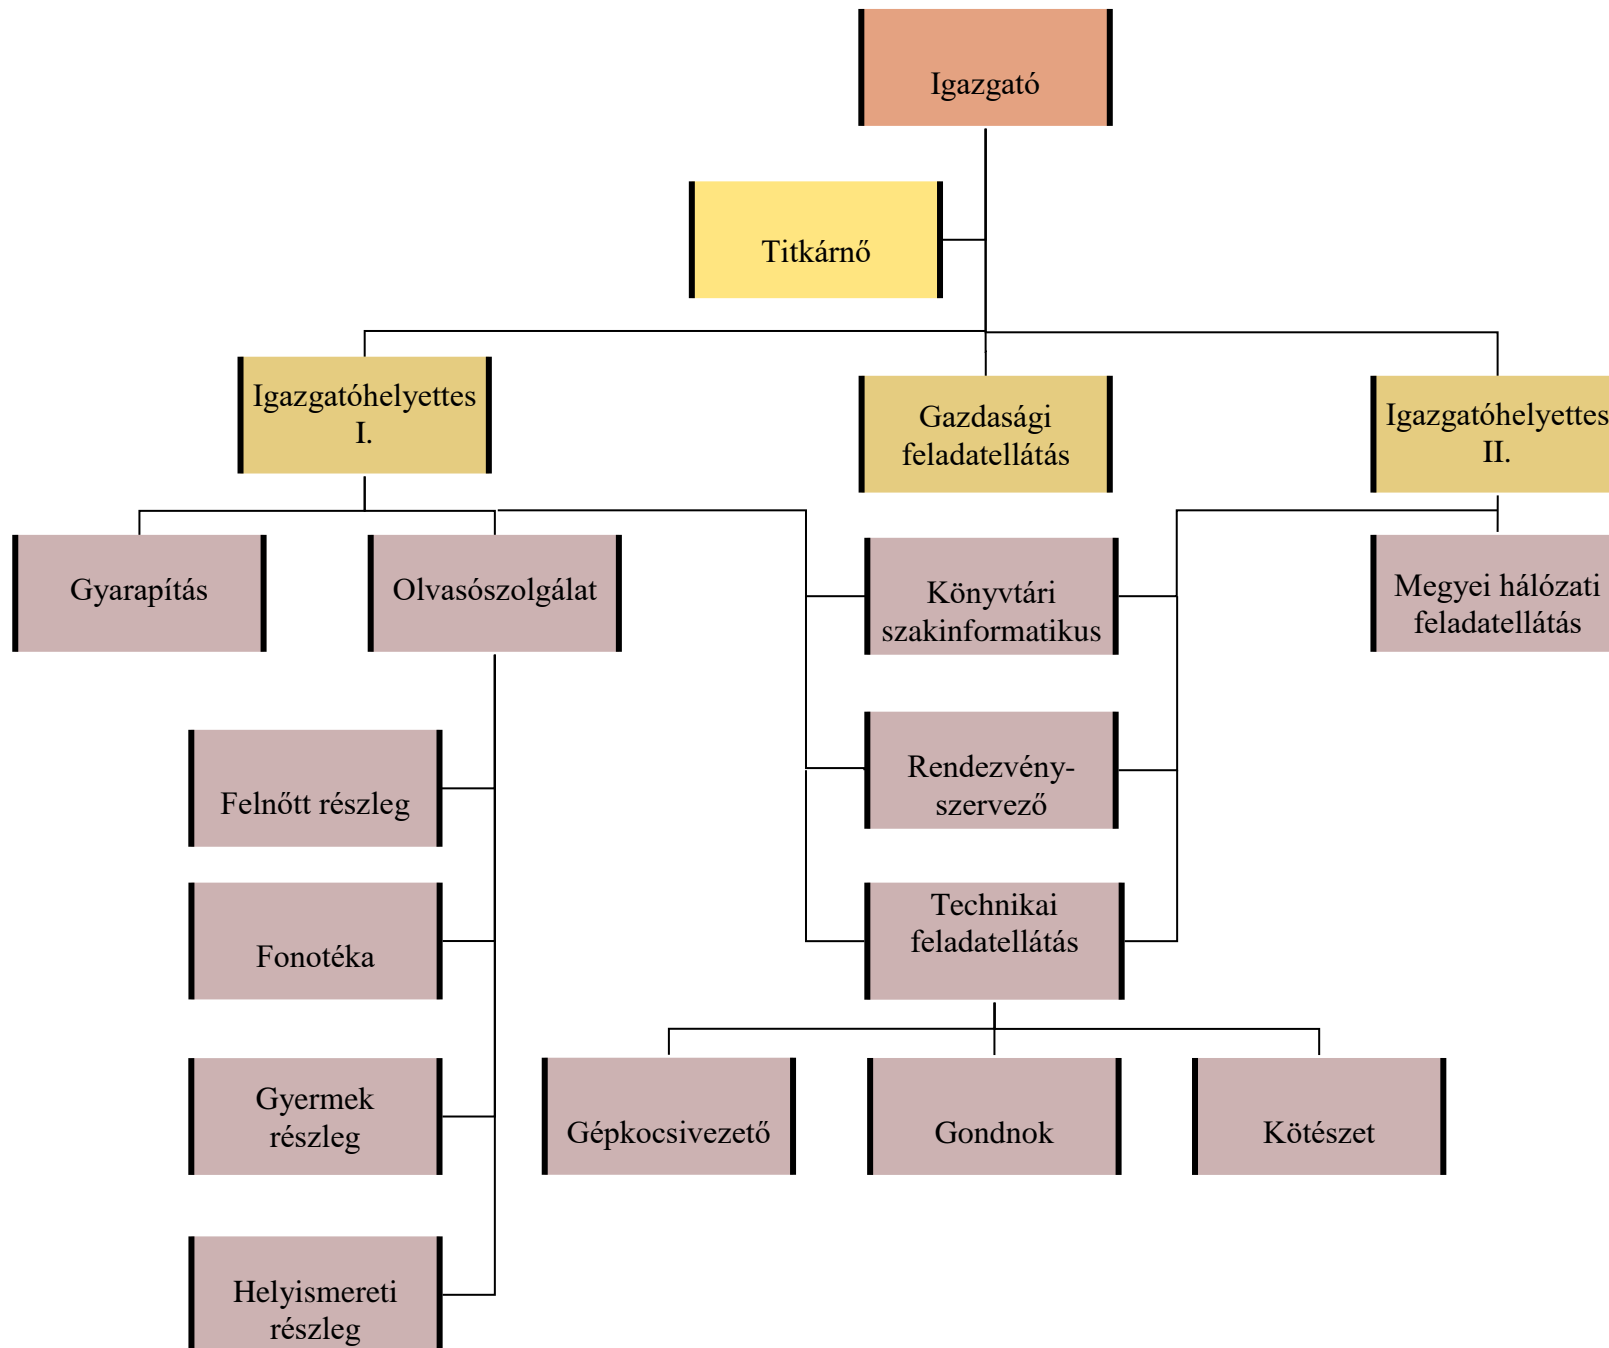 Igazgató
Titkárnő
Igazgatóhelyettes
I.
Gazdasági
feladatellátás
Igazgatóhelyettes
II.
Gyarapítás
Olvasószolgálat
Könyvtári
szakinformatikus
Megyei hálózati
feladatellátás
Felnőtt részleg
Rendezvény-
szervező
Fonotéka
Technikai
feladatellátás
Gyermek
részleg
Gépkocsivezető
Gondnok
Kötészet
Helyismereti
részleg